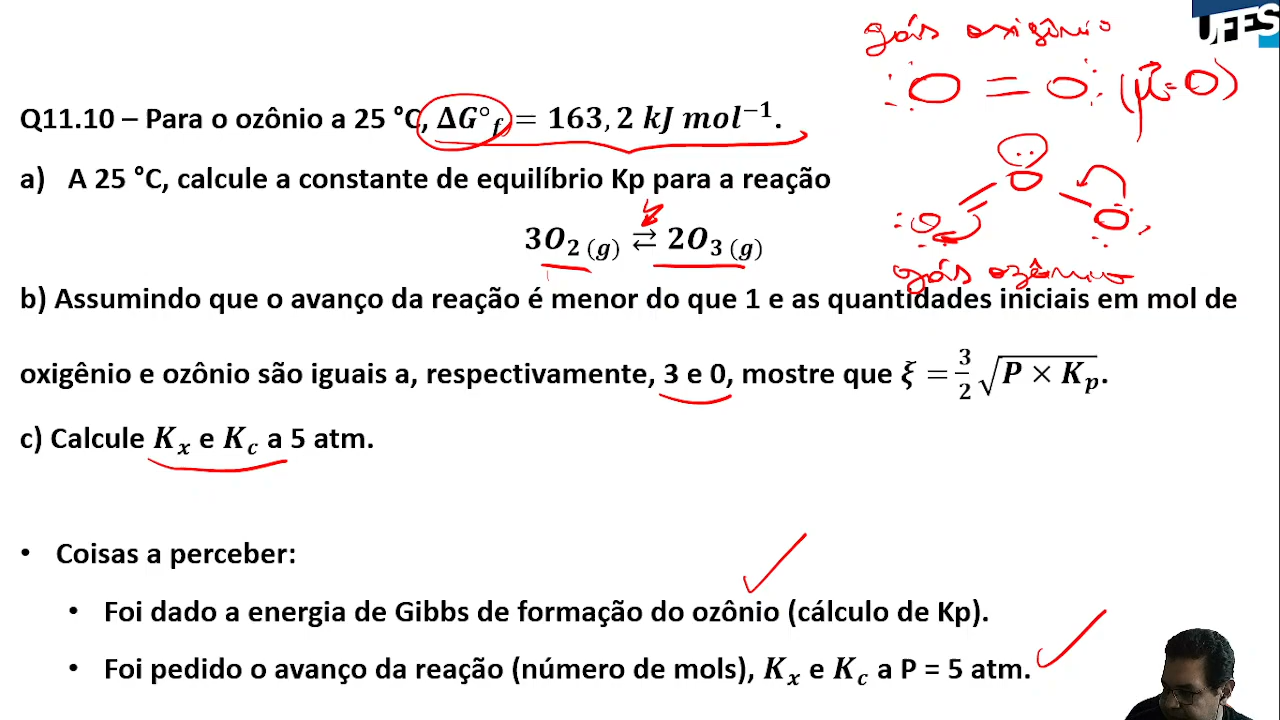 UFES
gás oxigênio
:O = O: (μ⃗=0)
Q11.10 – Para o ozônio a 25 °C, ΔG°f = 163,2 kJ mol⁻¹.
a) A 25 °C, calcule a constante de equilíbrio Kp para a reação
3O₂ (g) ⇄ 2O₃ (g)
O
O O
gás ozônio
b) Assumindo que o avanço da reação é menor do que 1 e as quantidades iniciais em mol de
oxigênio e ozônio são iguais a, respectivamente, 3 e 0, mostre que ξ = 3/2 √(P × Kp).
c) Calcule Kx e Kc a 5 atm.
• Coisas a perceber:
• Foi dado a energia de Gibbs de formação do ozônio (cálculo de Kp).
• Foi pedido o avanço da reação (número de mols), Kx e Kc a P = 5 atm.